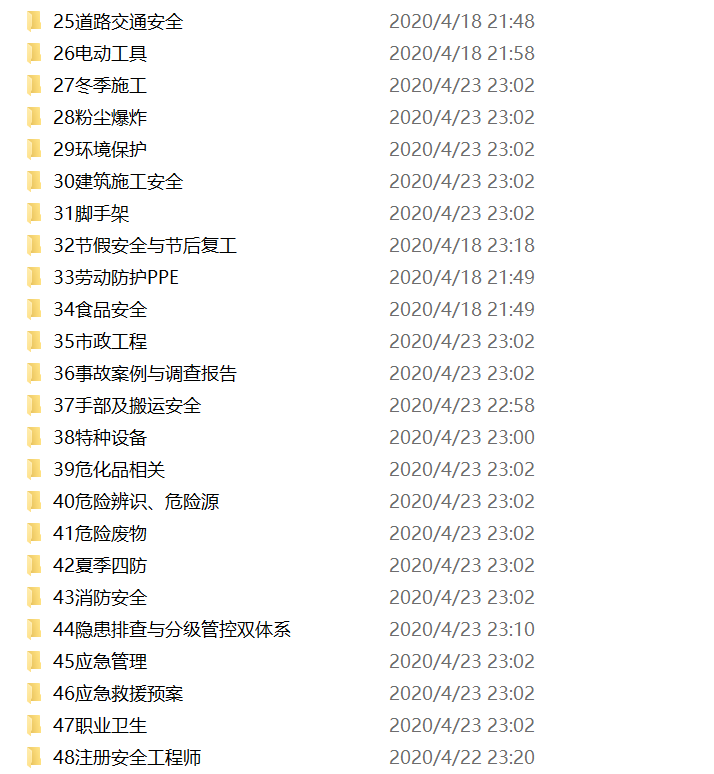 25道路交通安全 2020/4/18 21:48
26电动工具 2020/4/18 21:58
27冬季施工 2020/4/23 23:02
28粉尘爆炸 2020/4/23 23:02
29环境保护 2020/4/23 23:02
30建筑施工安全 2020/4/23 23:02
31脚手架 2020/4/23 23:02
32节假安全与节后复工 2020/4/18 23:18
33劳动防护PPE 2020/4/18 21:49
34食品安全 2020/4/18 21:49
35市政工程 2020/4/23 23:02
36事故案例与调查报告 2020/4/23 23:02
37手部及搬运安全 2020/4/23 22:58
38特种设备 2020/4/23 23:00
39危化品相关 2020/4/23 23:02
40危险辨识、危险源 2020/4/23 23:02
41危险废物 2020/4/23 23:02
42夏季四防 2020/4/23 23:02
43消防安全 2020/4/23 23:02
44隐患排查与分级管控双体系 2020/4/23 23:10
45应急管理 2020/4/23 23:02
46应急救援预案 2020/4/23 23:02
47职业卫生 2020/4/23 23:02
48注册安全工程师 2020/4/22 23:20